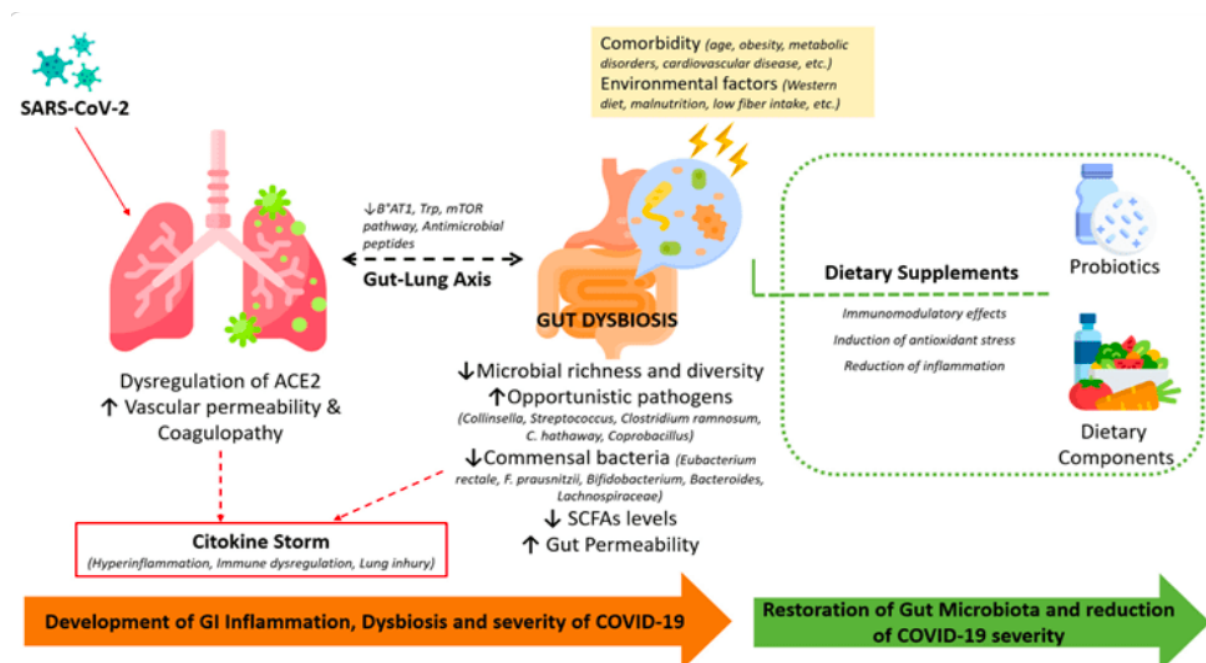 SARS-CoV-2
Comorbidity (age, obesity, metabolic
disorders, cardiovascular disease, etc.)
Environmental factors (Western
diet, malnutrition, low fiber intake, etc.)
↓B°AT1, Trp, mTOR
pathway, Antimicrobial
peptides
Gut-Lung Axis
GUT DYSBIOSIS
Dysregulation of ACE2
↑ Vascular permeability &
Coagulopathy
↓Microbial richness and diversity
↑Opportunistic pathogens
(Collinsella, Streptococcus, Clostridium ramnosum,
C. hathaway, Coprobacillus)
↓Commensal bacteria (Eubacterium
rectale, F. prausnitzii, Bifidobacterium, Bacteroides,
Lachnospiraceae)
↓ SCFAs levels
↑ Gut Permeability
Citokine Storm
(Hyperinflammation, Immune dysregulation, Lung inhury)
Dietary Supplements
Immunomodulatory effects
Induction of antioxidant stress
Reduction of inflammation
Probiotics
Dietary
Components
Development of GI Inflammation, Dysbiosis and severity of COVID-19
Restoration of Gut Microbiota and reduction
of COVID-19 severity